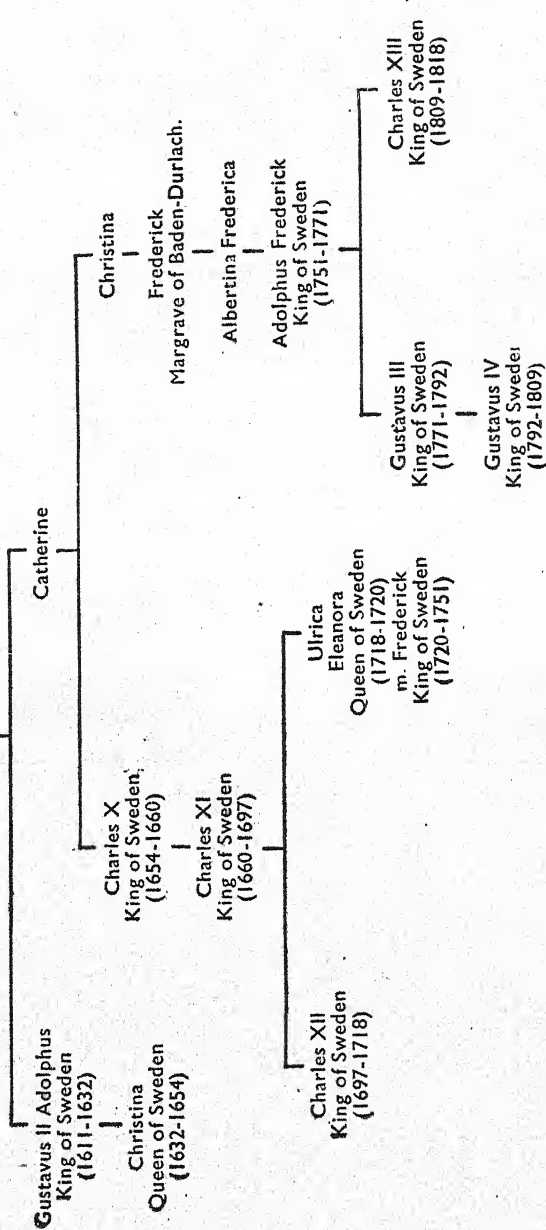 Gustavus II Adolphus
King of Sweden
(1611-1632)
Christina
Queen of Sweden
(1632-1654)
Catherine
Charles X
King of Sweden
(1654-1660)
Charles XI
King of Sweden
(1660-1697)
Charles XII
King of Sweden
(1697-1718)
Ulrica
Eleanora
Queen of Sweden
(1718-1720)
m. Frederick
King of Sweden
(1720-1751)
Christina
Frederick
Margrave of Baden-Durlach.
Albertina Frederica
Adolphus Frederick
King of Sweden
(1751-1771)
Gustavus III
King of Sweden
(1771-1792)
Gustavus IV
King of Sweden
(1792-1809)
Charles XIII
King of Sweden
(1809-1818)